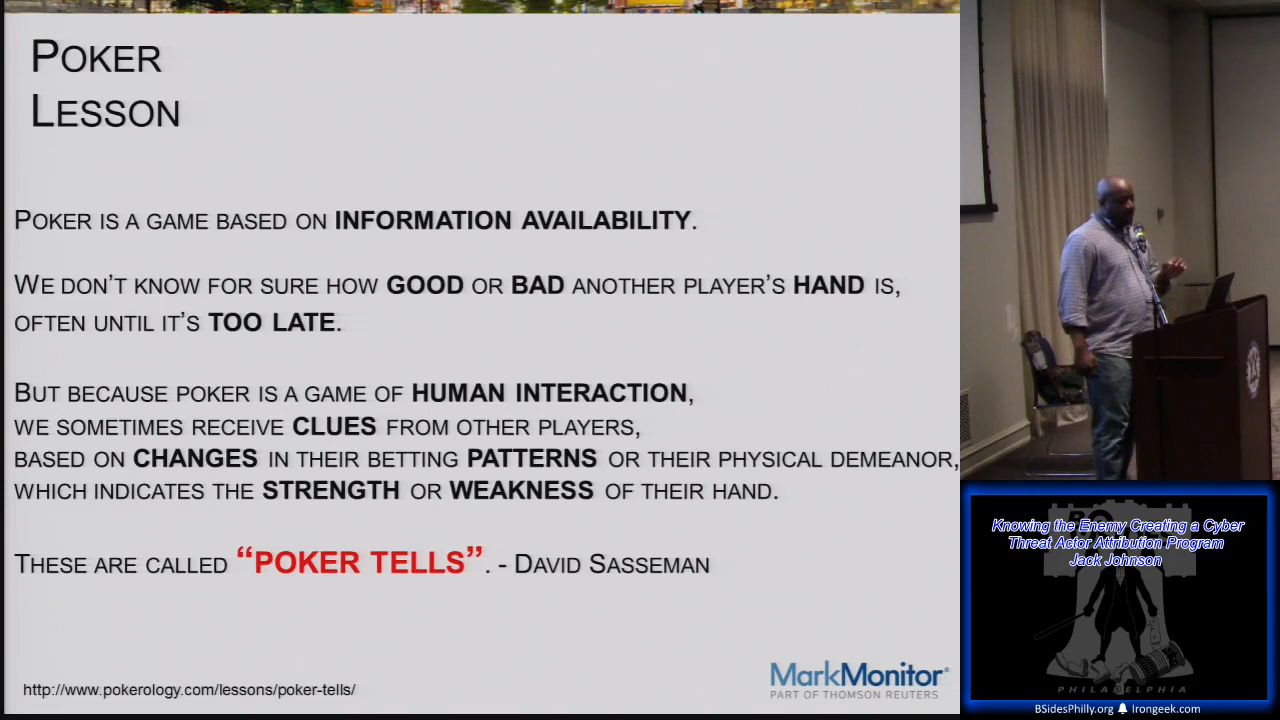 POKER
LESSON
POKER IS A GAME BASED ON INFORMATION AVAILABILITY.
WE DON'T KNOW FOR SURE HOW GOOD OR BAD ANOTHER PLAYER'S HAND IS,
OFTEN UNTIL IT'S TOO LATE.
BUT BECAUSE POKER IS A GAME OF HUMAN INTERACTION,
WE SOMETIMES RECEIVE CLUES FROM OTHER PLAYERS,
BASED ON CHANGES IN THEIR BETTING PATTERNS OR THEIR PHYSICAL DEMEANOR,
WHICH INDICATES THE STRENGTH OR WEAKNESS OF THEIR HAND.
THESE ARE CALLED “POKER TELLS”. - DAVID SASSEMAN
http://www.pokerology.com/lessons/poker-tells/
MarkMonitor®
PART OF THOMSON REUTERS
Knowing the Enemy Creating a Cyber
Threat Actor Attribution Program
Jack Johnson
PHILADELPHIA
BSidesPhilly.org Irongeek.com